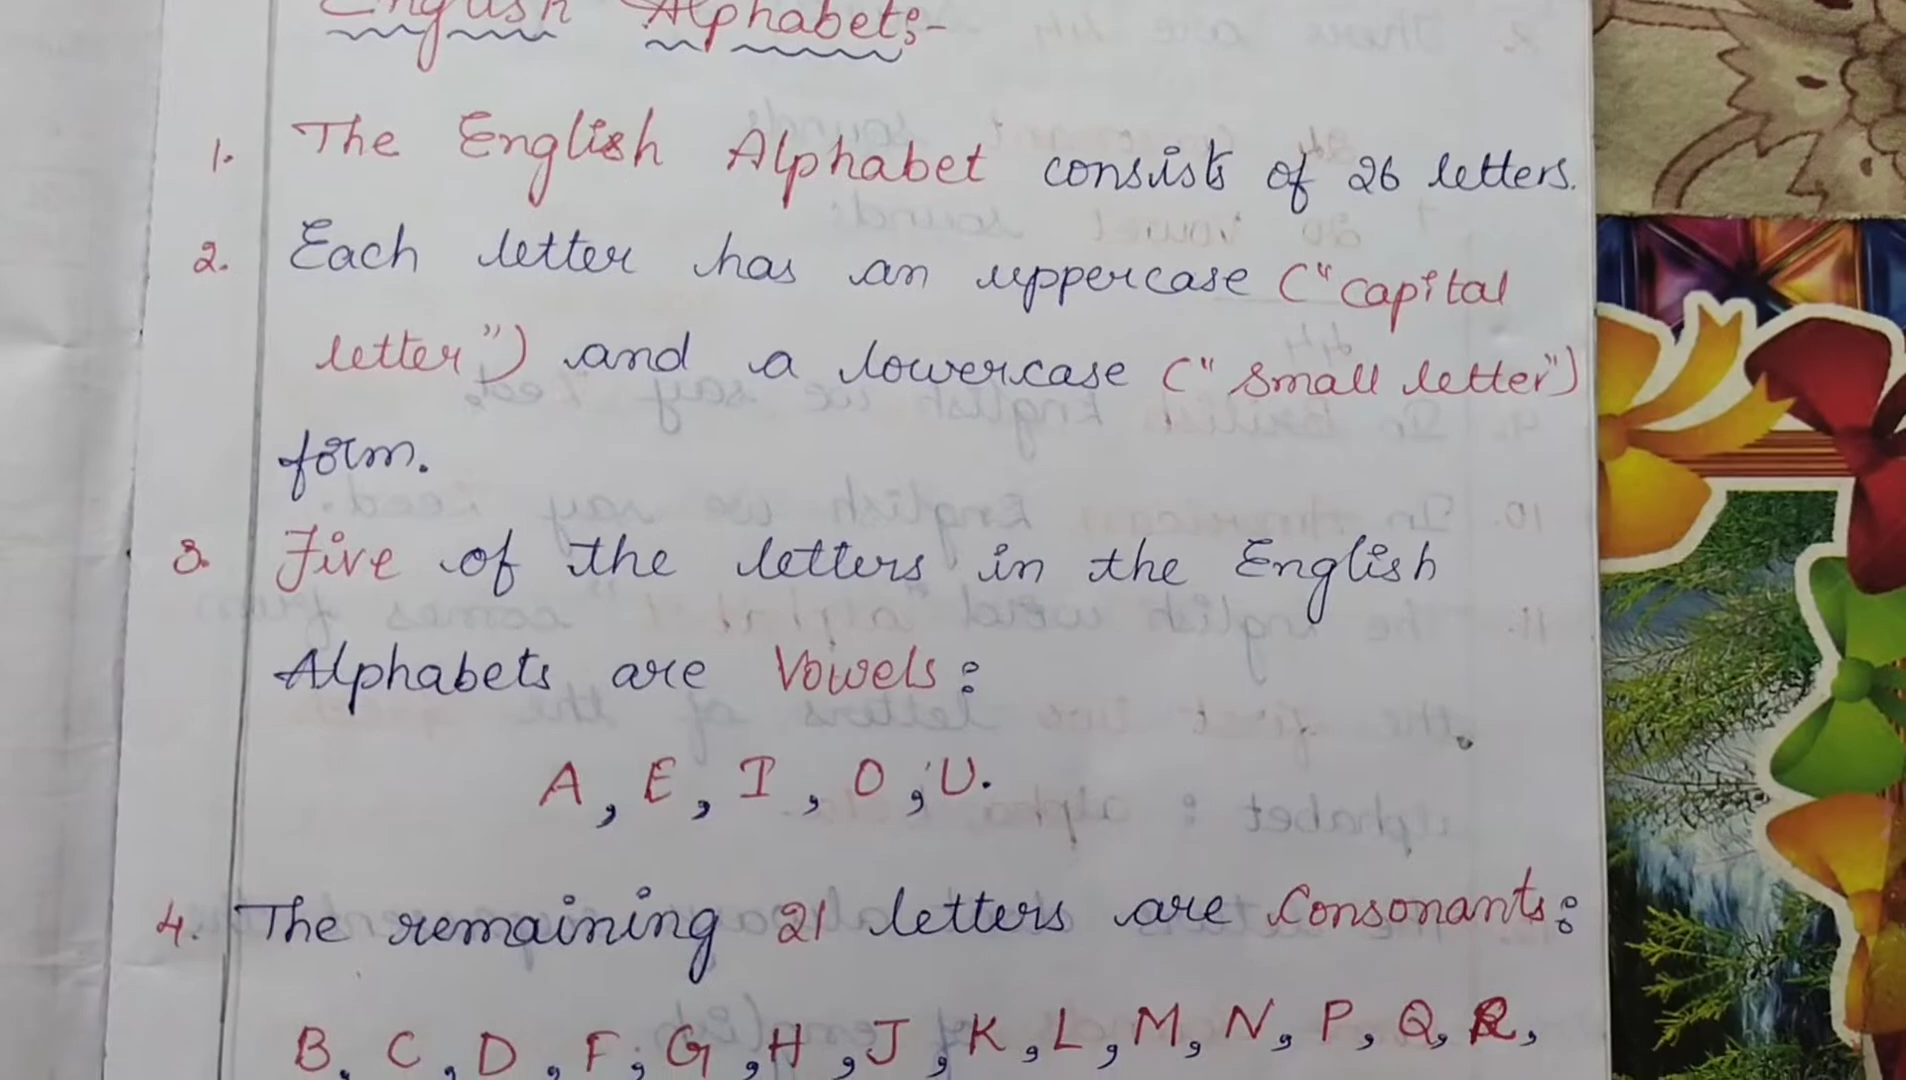 English Alphabet:-
1. The English Alphabet consists of 26 letters.
2. Each letter has an uppercase ("capital
letter") and a lowercase ("small letter")
form.
3. Five of the letters in the English
Alphabets are Vowels:
A, E, I, O, U.
4. The remaining 21 letters are Consonants:
B, C, D, F, G, H, J, K, L, M, N, P, Q, R,